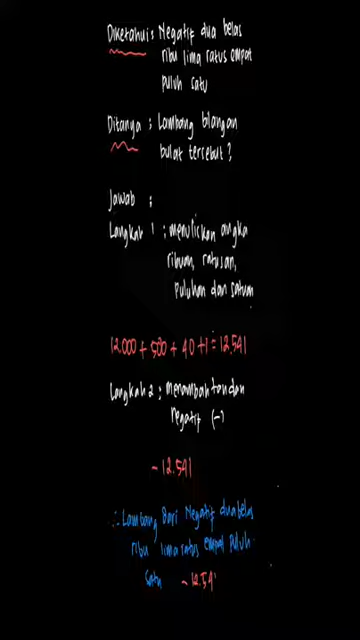 Diketahui: Negatif dua belas
ribu lima ratus empat
puluh satu
Ditanya : Lambang bilangan
bulat tersebut ?
Jawab :
Langkah 1 : menuliskan angka
ribuan, ratusan,
puluhan dan satuan
12.000 + 500 + 40 + 1 = 12.541
Langkah 2 : menambah tandan
negatif (-)
- 12.541
∴ Lambang Bari Negatif dua belas
ribu lima ratus empat puluh
satu - 12.541